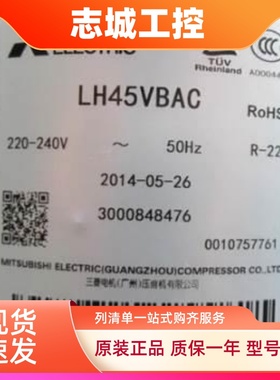 志城工控
ELECTRIC
TÜV
Rheinland
LH45VBAC
RoHS
220-240V ~ 50Hz R-22
2014-05-26
3000848476
0010757761
MITSUBISHI ELECTRIC(GUANGZHOU)COMPRESSOR CO.,LTD
三菱电机(广州)压缩机有限公司
现货直发
列清单一站式购齐服务
原装正品 质保一年 型号